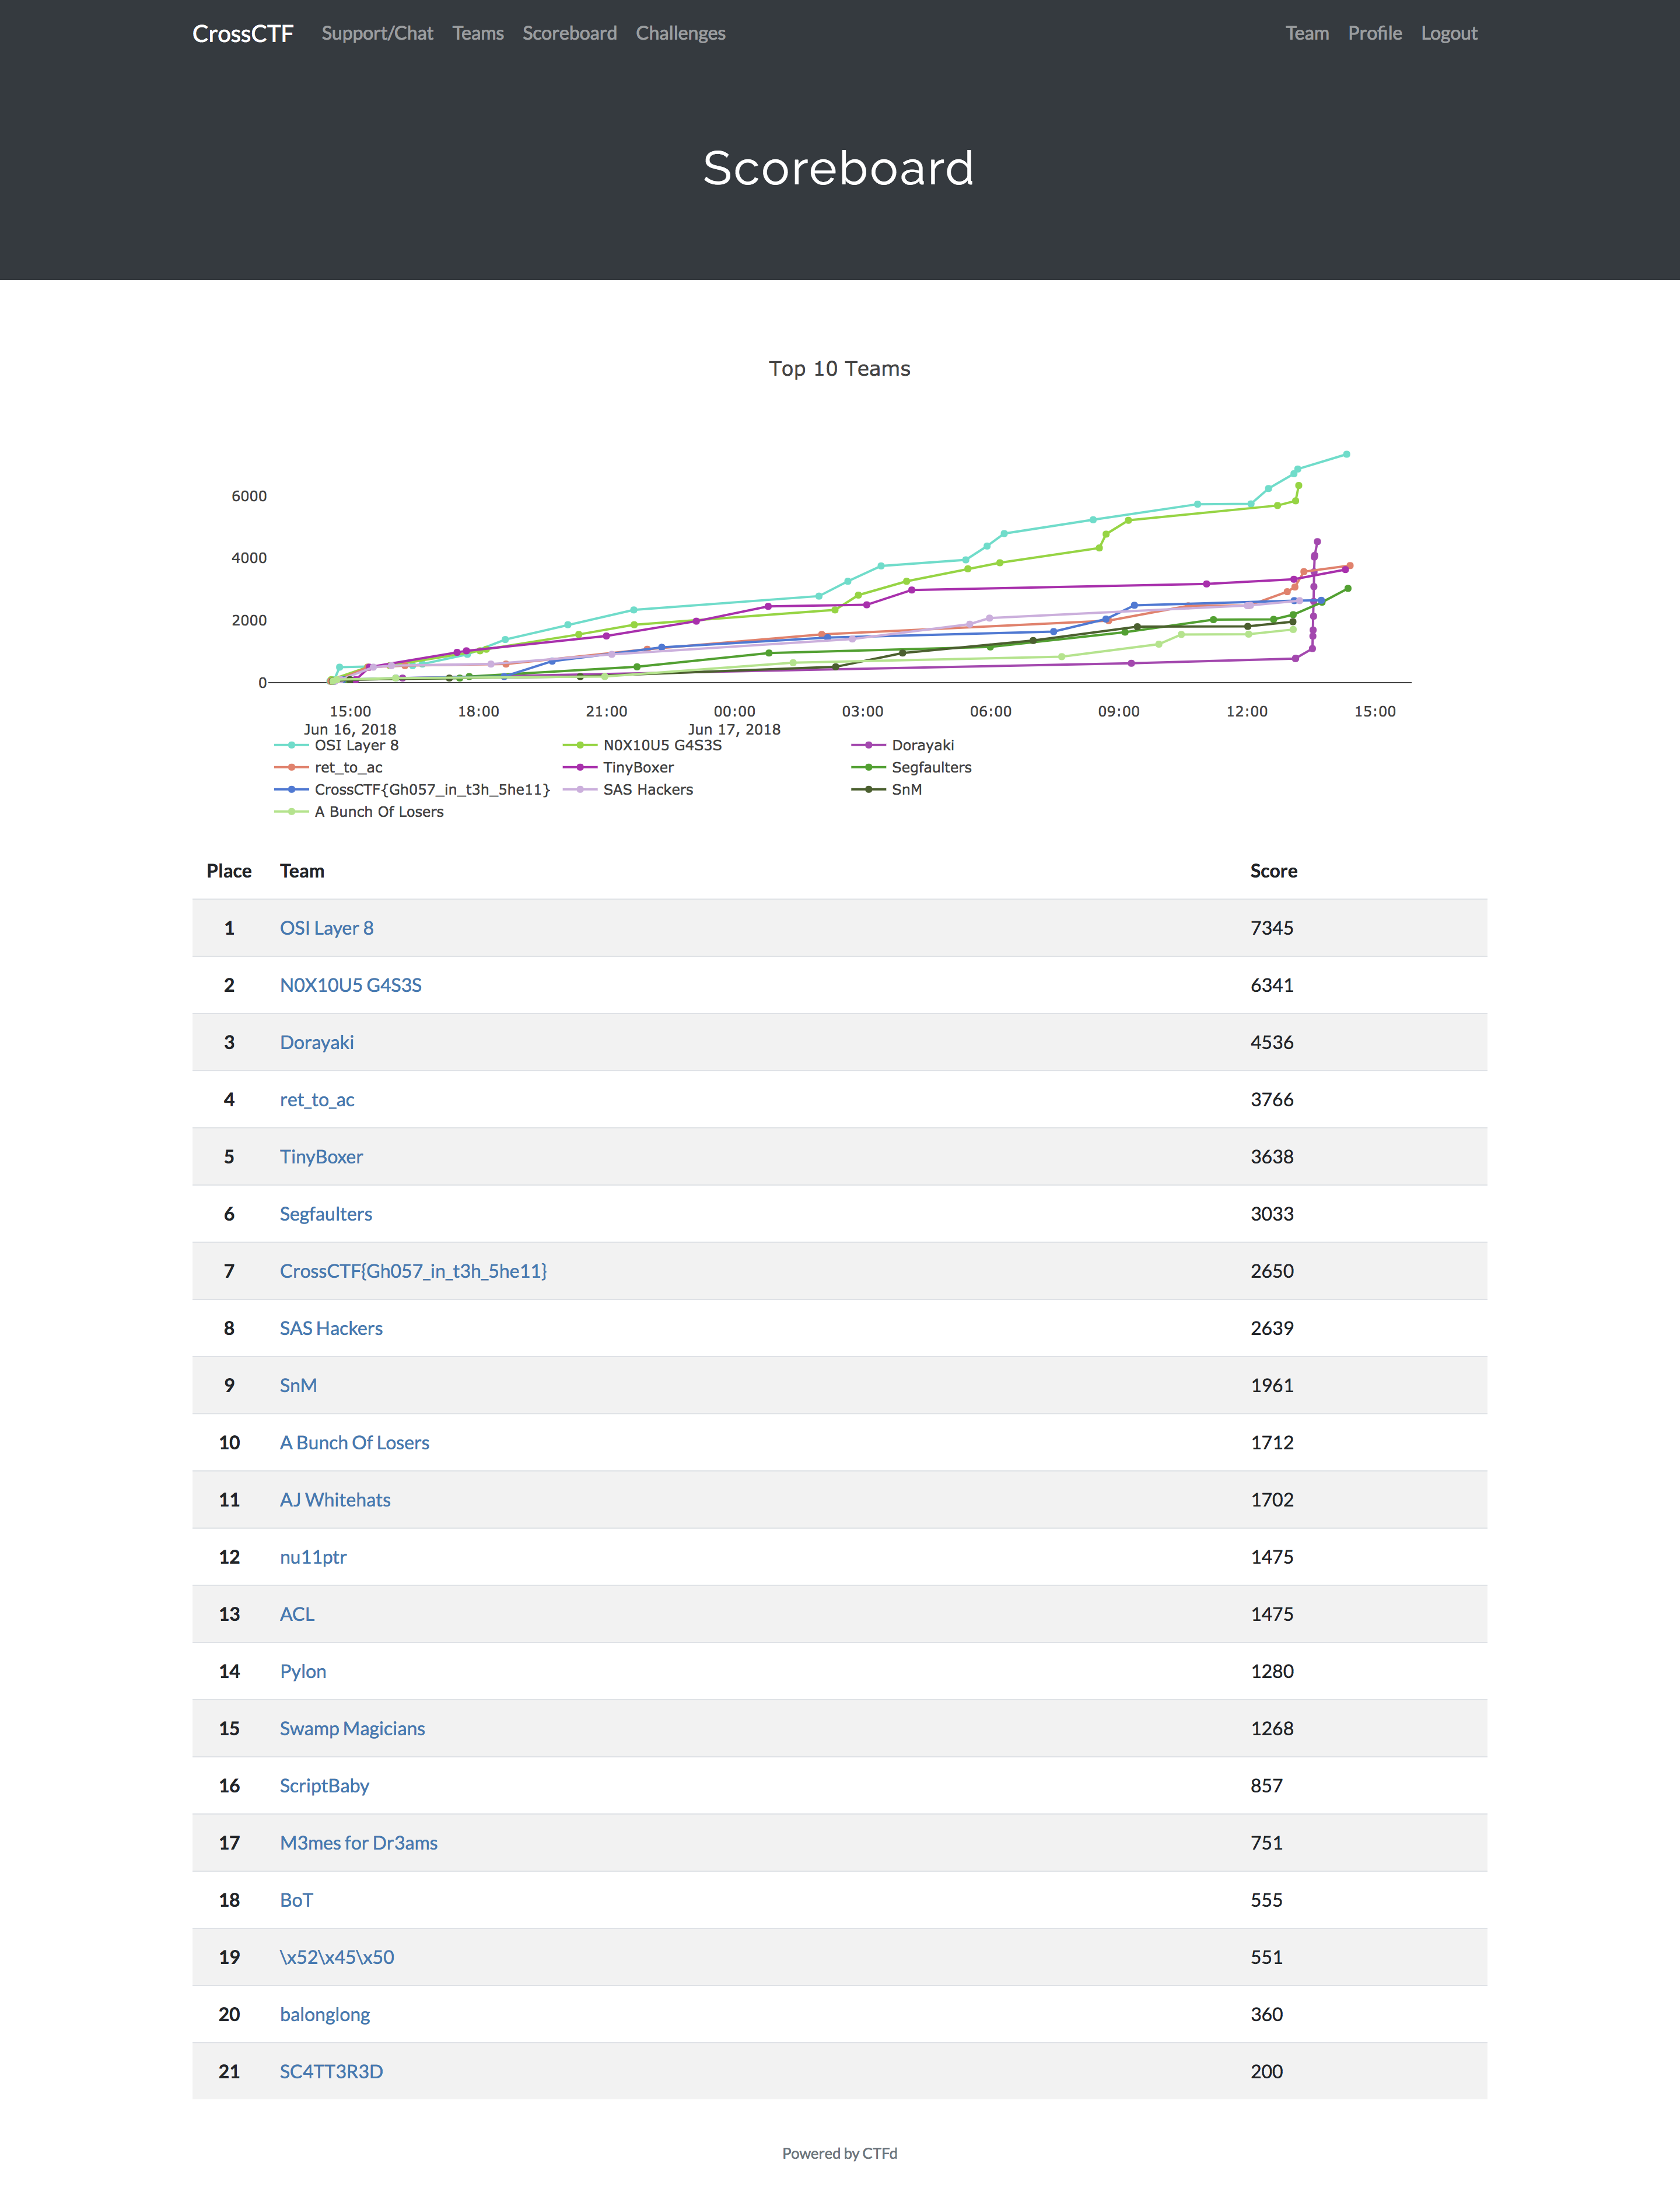 CrossCTF Support/Chat Teams Scoreboard Challenges Team Profile Logout
Scoreboard
Top 10 Teams
6000
4000
2000
0
15:00 18:00 21:00 00:00 03:00 06:00 09:00 12:00 15:00
Jun 16, 2018 Jun 17, 2018
OSI Layer 8 N0X10U5 G4S3S Dorayaki
ret_to_ac TinyBoxer Segfaulters
CrossCTF{Gh057_in_t3h_5he11} SAS Hackers SnM
A Bunch Of Losers
Place Team Score
1 OSI Layer 8 7345
2 N0X10U5 G4S3S 6341
3 Dorayaki 4536
4 ret_to_ac 3766
5 TinyBoxer 3638
6 Segfaulters 3033
7 CrossCTF{Gh057_in_t3h_5he11} 2650
8 SAS Hackers 2639
9 SnM 1961
10 A Bunch Of Losers 1712
11 AJ Whitehats 1702
12 nu11ptr 1475
13 ACL 1475
14 Pylon 1280
15 Swamp Magicians 1268
16 ScriptBaby 857
17 M3mes for Dr3ams 751
18 BoT 555
19 \x52\x45\x50 551
20 balonglong 360
21 SC4TT3R3D 200
Powered by CTFd